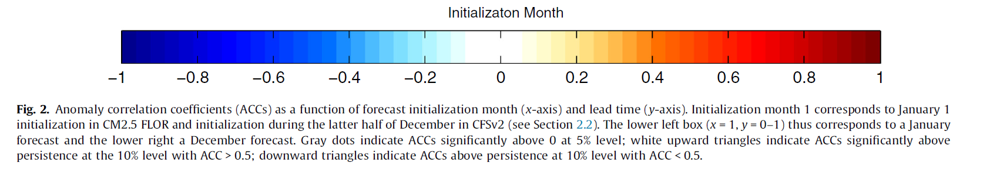 Initializaton Month
−1 −0.8 −0.6 −0.4 −0.2 0 0.2 0.4 0.6 0.8 1
Fig. 2. Anomaly correlation coefficients (ACCs) as a function of forecast initialization month (x-axis) and lead time (y-axis). Initialization month 1 corresponds to January 1
initialization in CM2.5 FLOR and initialization during the latter half of December in CFSv2 (see Section 2.2). The lower left box (x = 1, y = 0–1) thus corresponds to a January
forecast and the lower right a December forecast. Gray dots indicate ACCs significantly above 0 at 5% level; white upward triangles indicate ACCs significantly above
persistence at the 10% level with ACC > 0.5; downward triangles indicate ACCs above persistence at 10% level with ACC < 0.5.